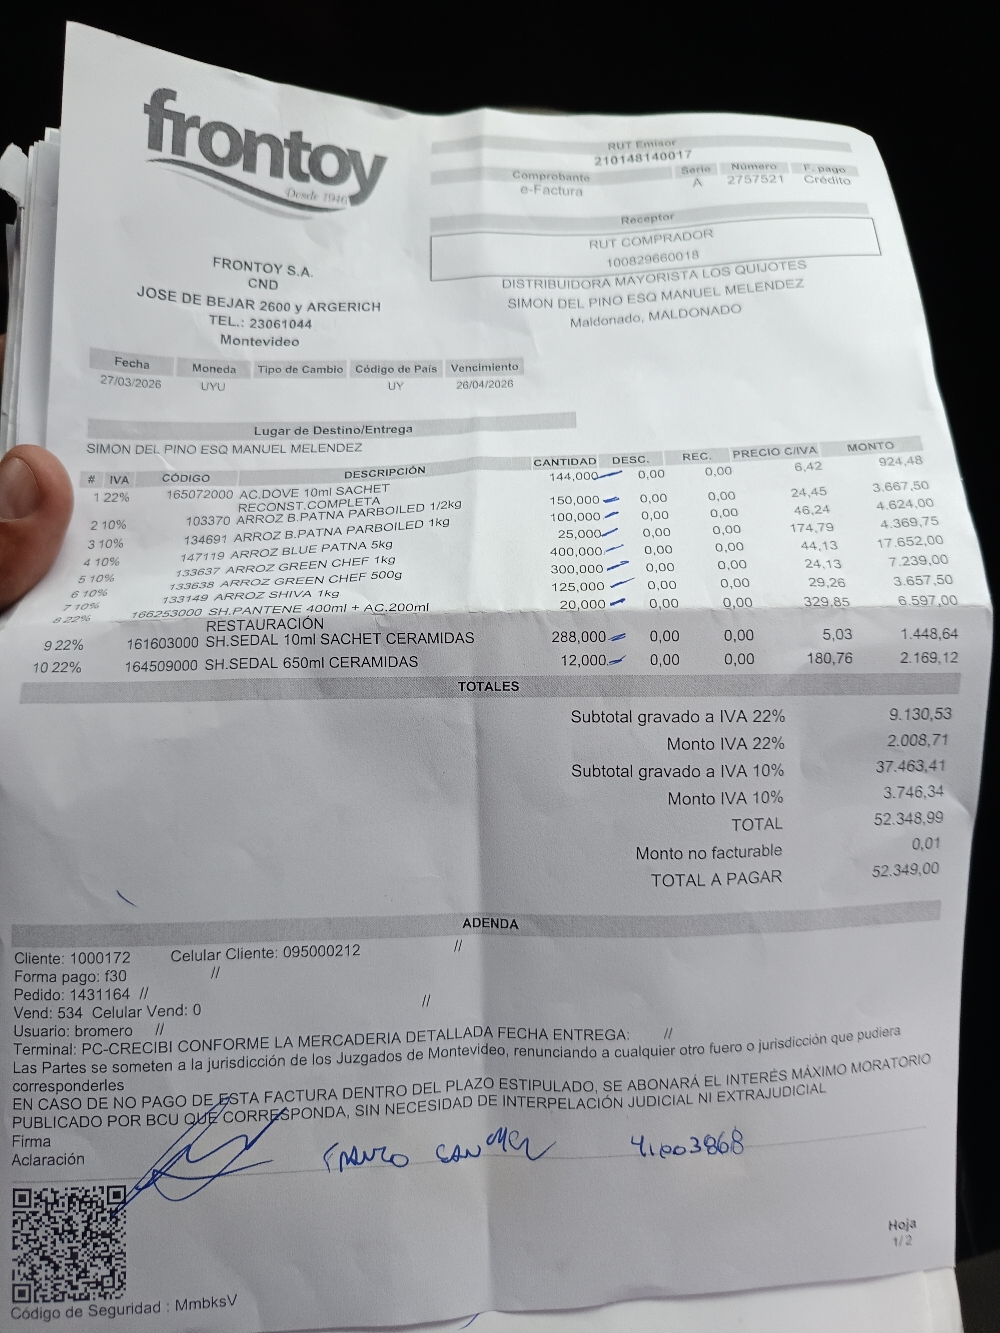 frontoy
Desde 1946
RUT Emisor
210148140017
Comprobante Serie Número F. pago
e-Factura A 2757521 Crédito
Receptor
RUT COMPRADOR
100829660018
DISTRIBUIDORA MAYORISTA LOS QUIJOTES
SIMON DEL PINO ESQ MANUEL MELENDEZ
Maldonado, MALDONADO
FRONTOY S.A.
CND
JOSE DE BEJAR 2600 y ARGERICH
TEL.: 23061044
Montevideo
Fecha Moneda Tipo de Cambio Código de País Vencimiento
27/03/2026 UYU UY 26/04/2026
Lugar de Destino/Entrega
SIMON DEL PINO ESQ MANUEL MELENDEZ
# IVA CÓDIGO DESCRIPCIÓN CANTIDAD DESC. REC. PRECIO C/IVA MONTO
1 22% 165072000 AC.DOVE 10ml SACHET 144,000 0,00 0,00 6,42 924,48
RECONST.COMPLETA
2 10% 103370 ARROZ B.PATNA PARBOILED 1/2kg 150,000 0,00 0,00 24,45 3.667,50
3 10% 134691 ARROZ B.PATNA PARBOILED 1kg 100,000 0,00 0,00 46,24 4.624,00
4 10% 147119 ARROZ BLUE PATNA 5kg 25,000 0,00 0,00 174,79 4.369,75
5 10% 133637 ARROZ GREEN CHEF 1kg 400,000 0,00 0,00 44,13 17.652,00
6 10% 133638 ARROZ GREEN CHEF 500g 300,000 0,00 0,00 24,13 7.239,00
7 10% 133149 ARROZ SHIVA 1kg 125,000 0,00 0,00 29,26 3.657,50
8 22% 166253000 SH.PANTENE 400ml + AC.200ml 20,000 0,00 0,00 329,85 6.597,00
RESTAURACIÓN
9 22% 161603000 SH.SEDAL 10ml SACHET CERAMIDAS 288,000 0,00 0,00 5,03 1.448,64
10 22% 164509000 SH.SEDAL 650ml CERAMIDAS 12,000 0,00 0,00 180,76 2.169,12
TOTALES
Subtotal gravado a IVA 22% 9.130,53
Monto IVA 22% 2.008,71
Subtotal gravado a IVA 10% 37.463,41
Monto IVA 10% 3.746,34
TOTAL 52.348,99
Monto no facturable 0,01
TOTAL A PAGAR 52.349,00
ADENDA
Cliente: 1000172 Celular Cliente: 095000212 //
Forma pago: f30 //
Pedido: 1431164 //
Vend: 534 Celular Vend: 0 //
Usuario: bromero //
Terminal: PC-CRECIBI CONFORME LA MERCADERIA DETALLADA FECHA ENTREGA: //
Las Partes se someten a la jurisdicción de los Juzgados de Montevideo, renunciando a cualquier otro fuero o jurisdicción que pudiera
corresponderles
EN CASO DE NO PAGO DE ESTA FACTURA DENTRO DEL PLAZO ESTIPULADO, SE ABONARÁ EL INTERÉS MÁXIMO MORATORIO
PUBLICADO POR BCU QUE CORRESPONDA, SIN NECESIDAD DE INTERPELACIÓN JUDICIAL NI EXTRAJUDICIAL
Firma
Aclaración
FRANCO 41003868
Hoja
1/2
Código de Seguridad : MmbksV